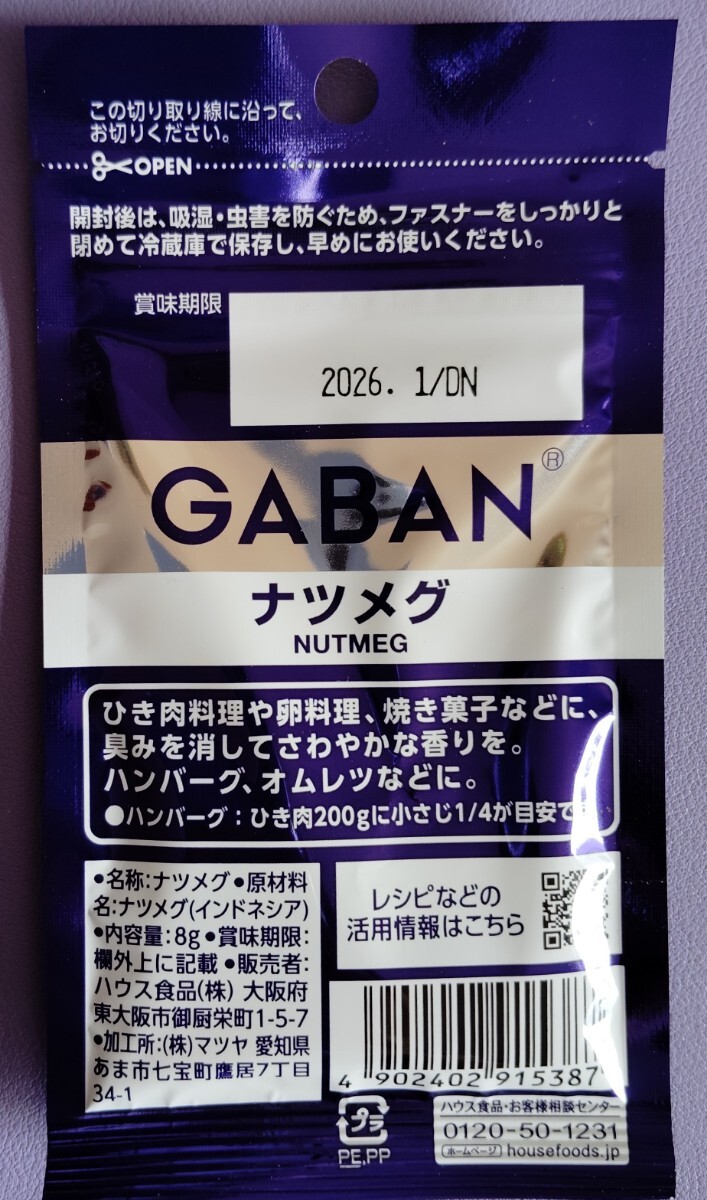 この切り取り線に沿って、
お切りください。
OPEN
開封後は、吸湿・虫害を防ぐため、ファスナーをしっかりと
閉めて冷蔵庫で保存し、早めにお使いください。
賞味期限
2026. 1/DN
GABAN®
ナツメグ
NUTMEG
ひき肉料理や卵料理、焼き菓子などに、
臭みを消してさわやかな香りを。
ハンバーグ、オムレツなどに。
●ハンバーグ：ひき肉200gに小さじ1/4が目安で
•名称:ナツメグ•原材料
名:ナツメグ(インドネシア)
•内容量:8g•賞味期限:
欄外上に記載•販売者:
ハウス食品(株) 大阪府
東大阪市御厨栄町1-5-7
•加工所:(株)マツヤ 愛知県
あま市七宝町鷹居7丁目
34-1
レシピなどの
活用情報はこちら
4 902402 915387
プラ
PE,PP
ハウス食品・お客様相談センター
0120-50-1231
ホームページ housefoods.jp